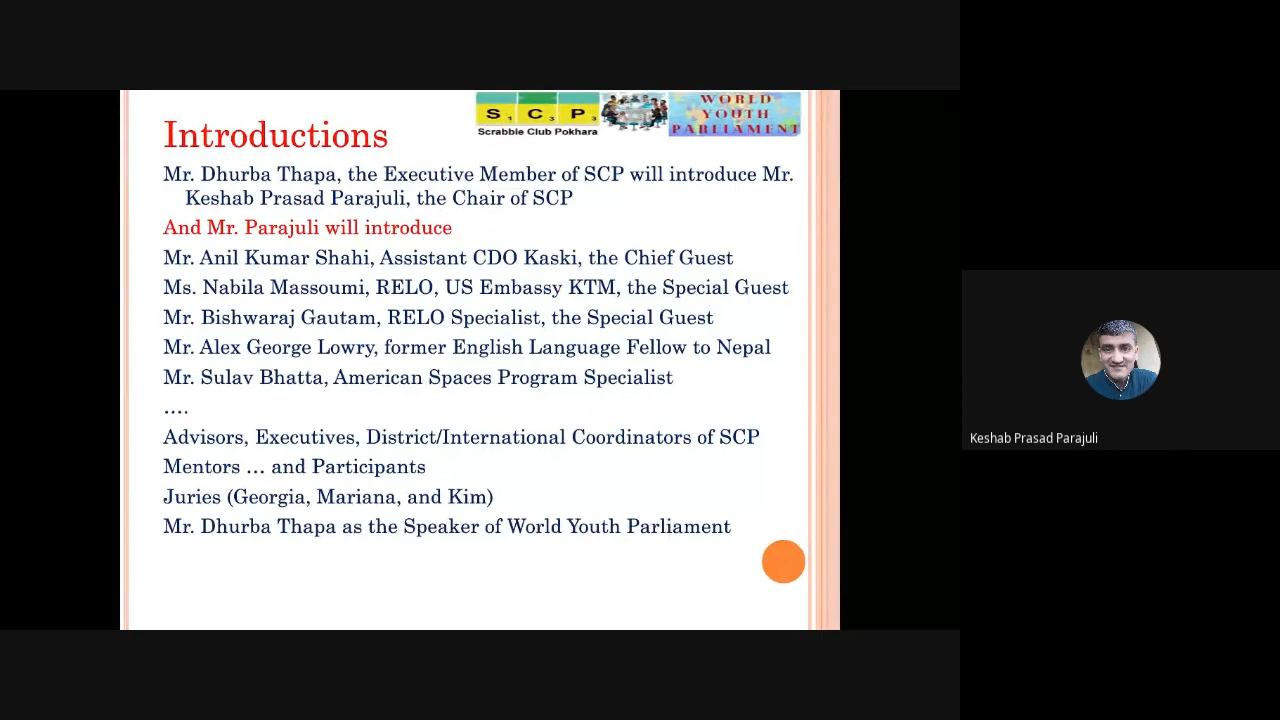 S1 C3 P3
Scrabble Club Pokhara
WORLD
YOUTH
PARLIAMENT
Introductions
Mr. Dhurba Thapa, the Executive Member of SCP will introduce Mr.
Keshab Prasad Parajuli, the Chair of SCP
And Mr. Parajuli will introduce
Mr. Anil Kumar Shahi, Assistant CDO Kaski, the Chief Guest
Ms. Nabila Massoumi, RELO, US Embassy KTM, the Special Guest
Mr. Bishwaraj Gautam, RELO Specialist, the Special Guest
Mr. Alex George Lowry, former English Language Fellow to Nepal
Mr. Sulav Bhatta, American Spaces Program Specialist
….
Advisors, Executives, District/International Coordinators of SCP
Mentors … and Participants
Juries (Georgia, Mariana, and Kim)
Mr. Dhurba Thapa as the Speaker of World Youth Parliament
Keshab Prasad Parajuli